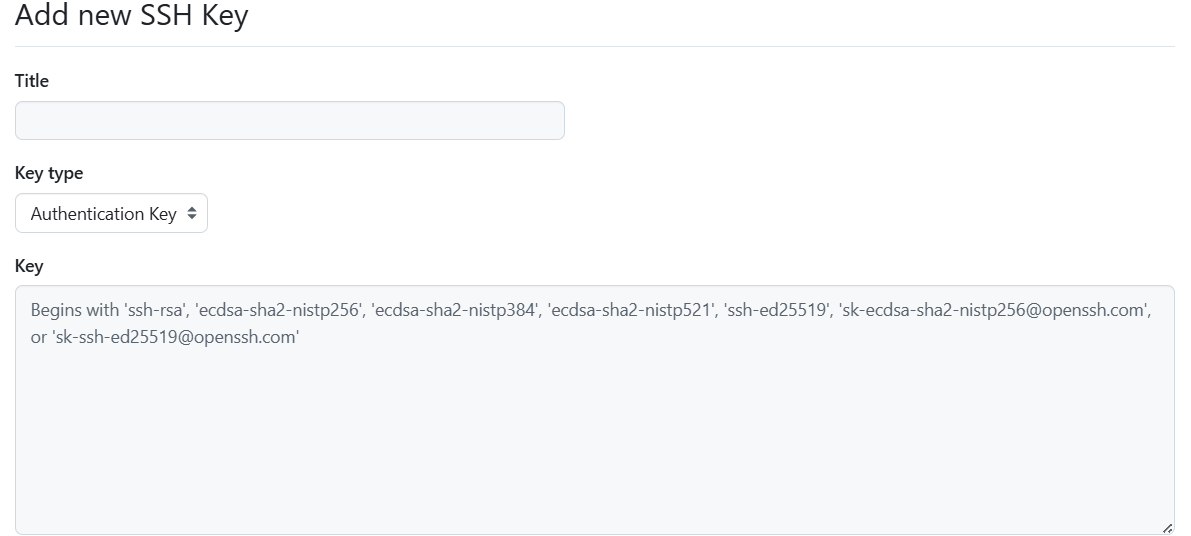 Add new SSH Key
Title
Key type
Authentication Key
Key
Begins with 'ssh-rsa', 'ecdsa-sha2-nistp256', 'ecdsa-sha2-nistp384', 'ecdsa-sha2-nistp521', 'ssh-ed25519', 'sk-ecdsa-sha2-nistp256@openssh.com',
or 'sk-ssh-ed25519@openssh.com'